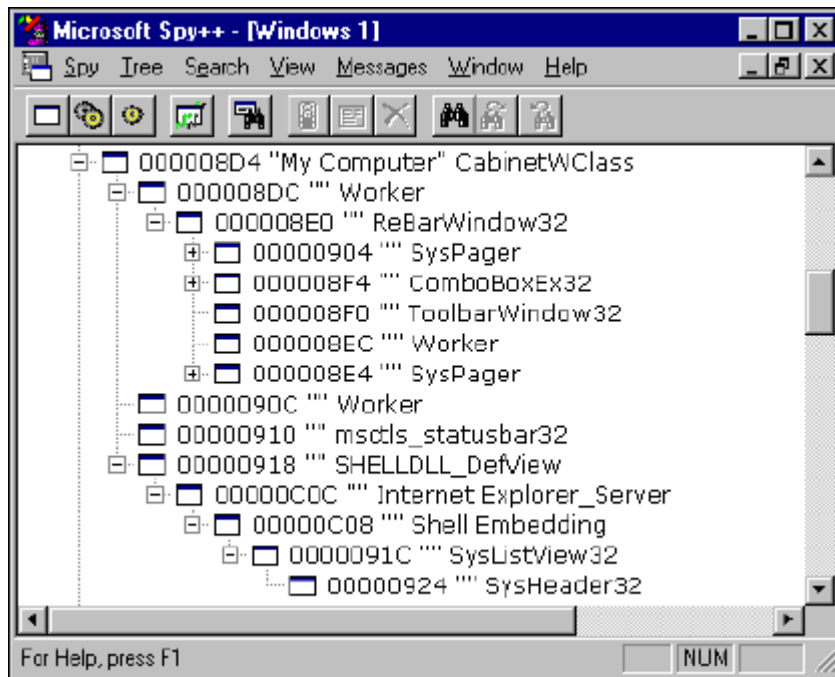 Microsoft Spy++ - [Windows 1]
Spy Tree Search View Messages Window Help
000008D4 "My Computer" CabinetWClass
000008DC "" Worker
000008E0 "" ReBarWindow32
00000904 "" SysPager
000008F4 "" ComboBoxEx32
000008F0 "" ToolbarWindow32
000008EC "" Worker
000008E4 "" SysPager
0000090C "" Worker
00000910 "" msctls_statusbar32
00000918 "" SHELLDLL_DefView
00000C0C "" Internet Explorer_Server
00000C08 "" Shell Embedding
0000091C "" SysListView32
00000924 "" SysHeader32
For Help, press F1 NUM